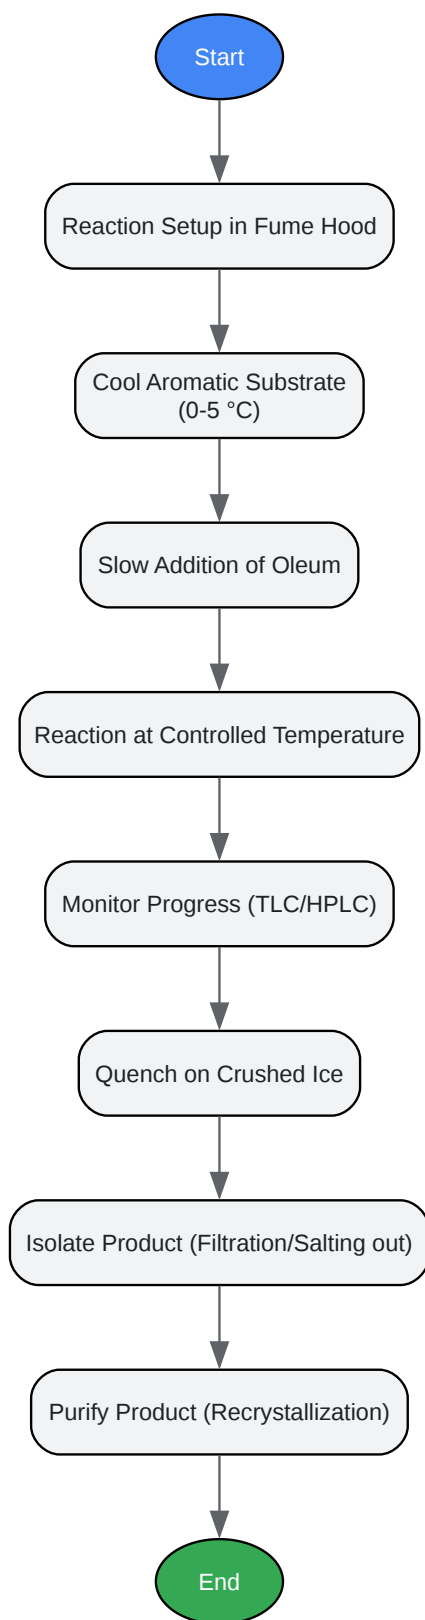 Start
Reaction Setup in Fume Hood
Cool Aromatic Substrate
(0-5 °C)
Slow Addition of Oleum
Reaction at Controlled Temperature
Monitor Progress (TLC/HPLC)
Quench on Crushed Ice
Isolate Product (Filtration/Salting out)
Purify Product (Recrystallization)
End